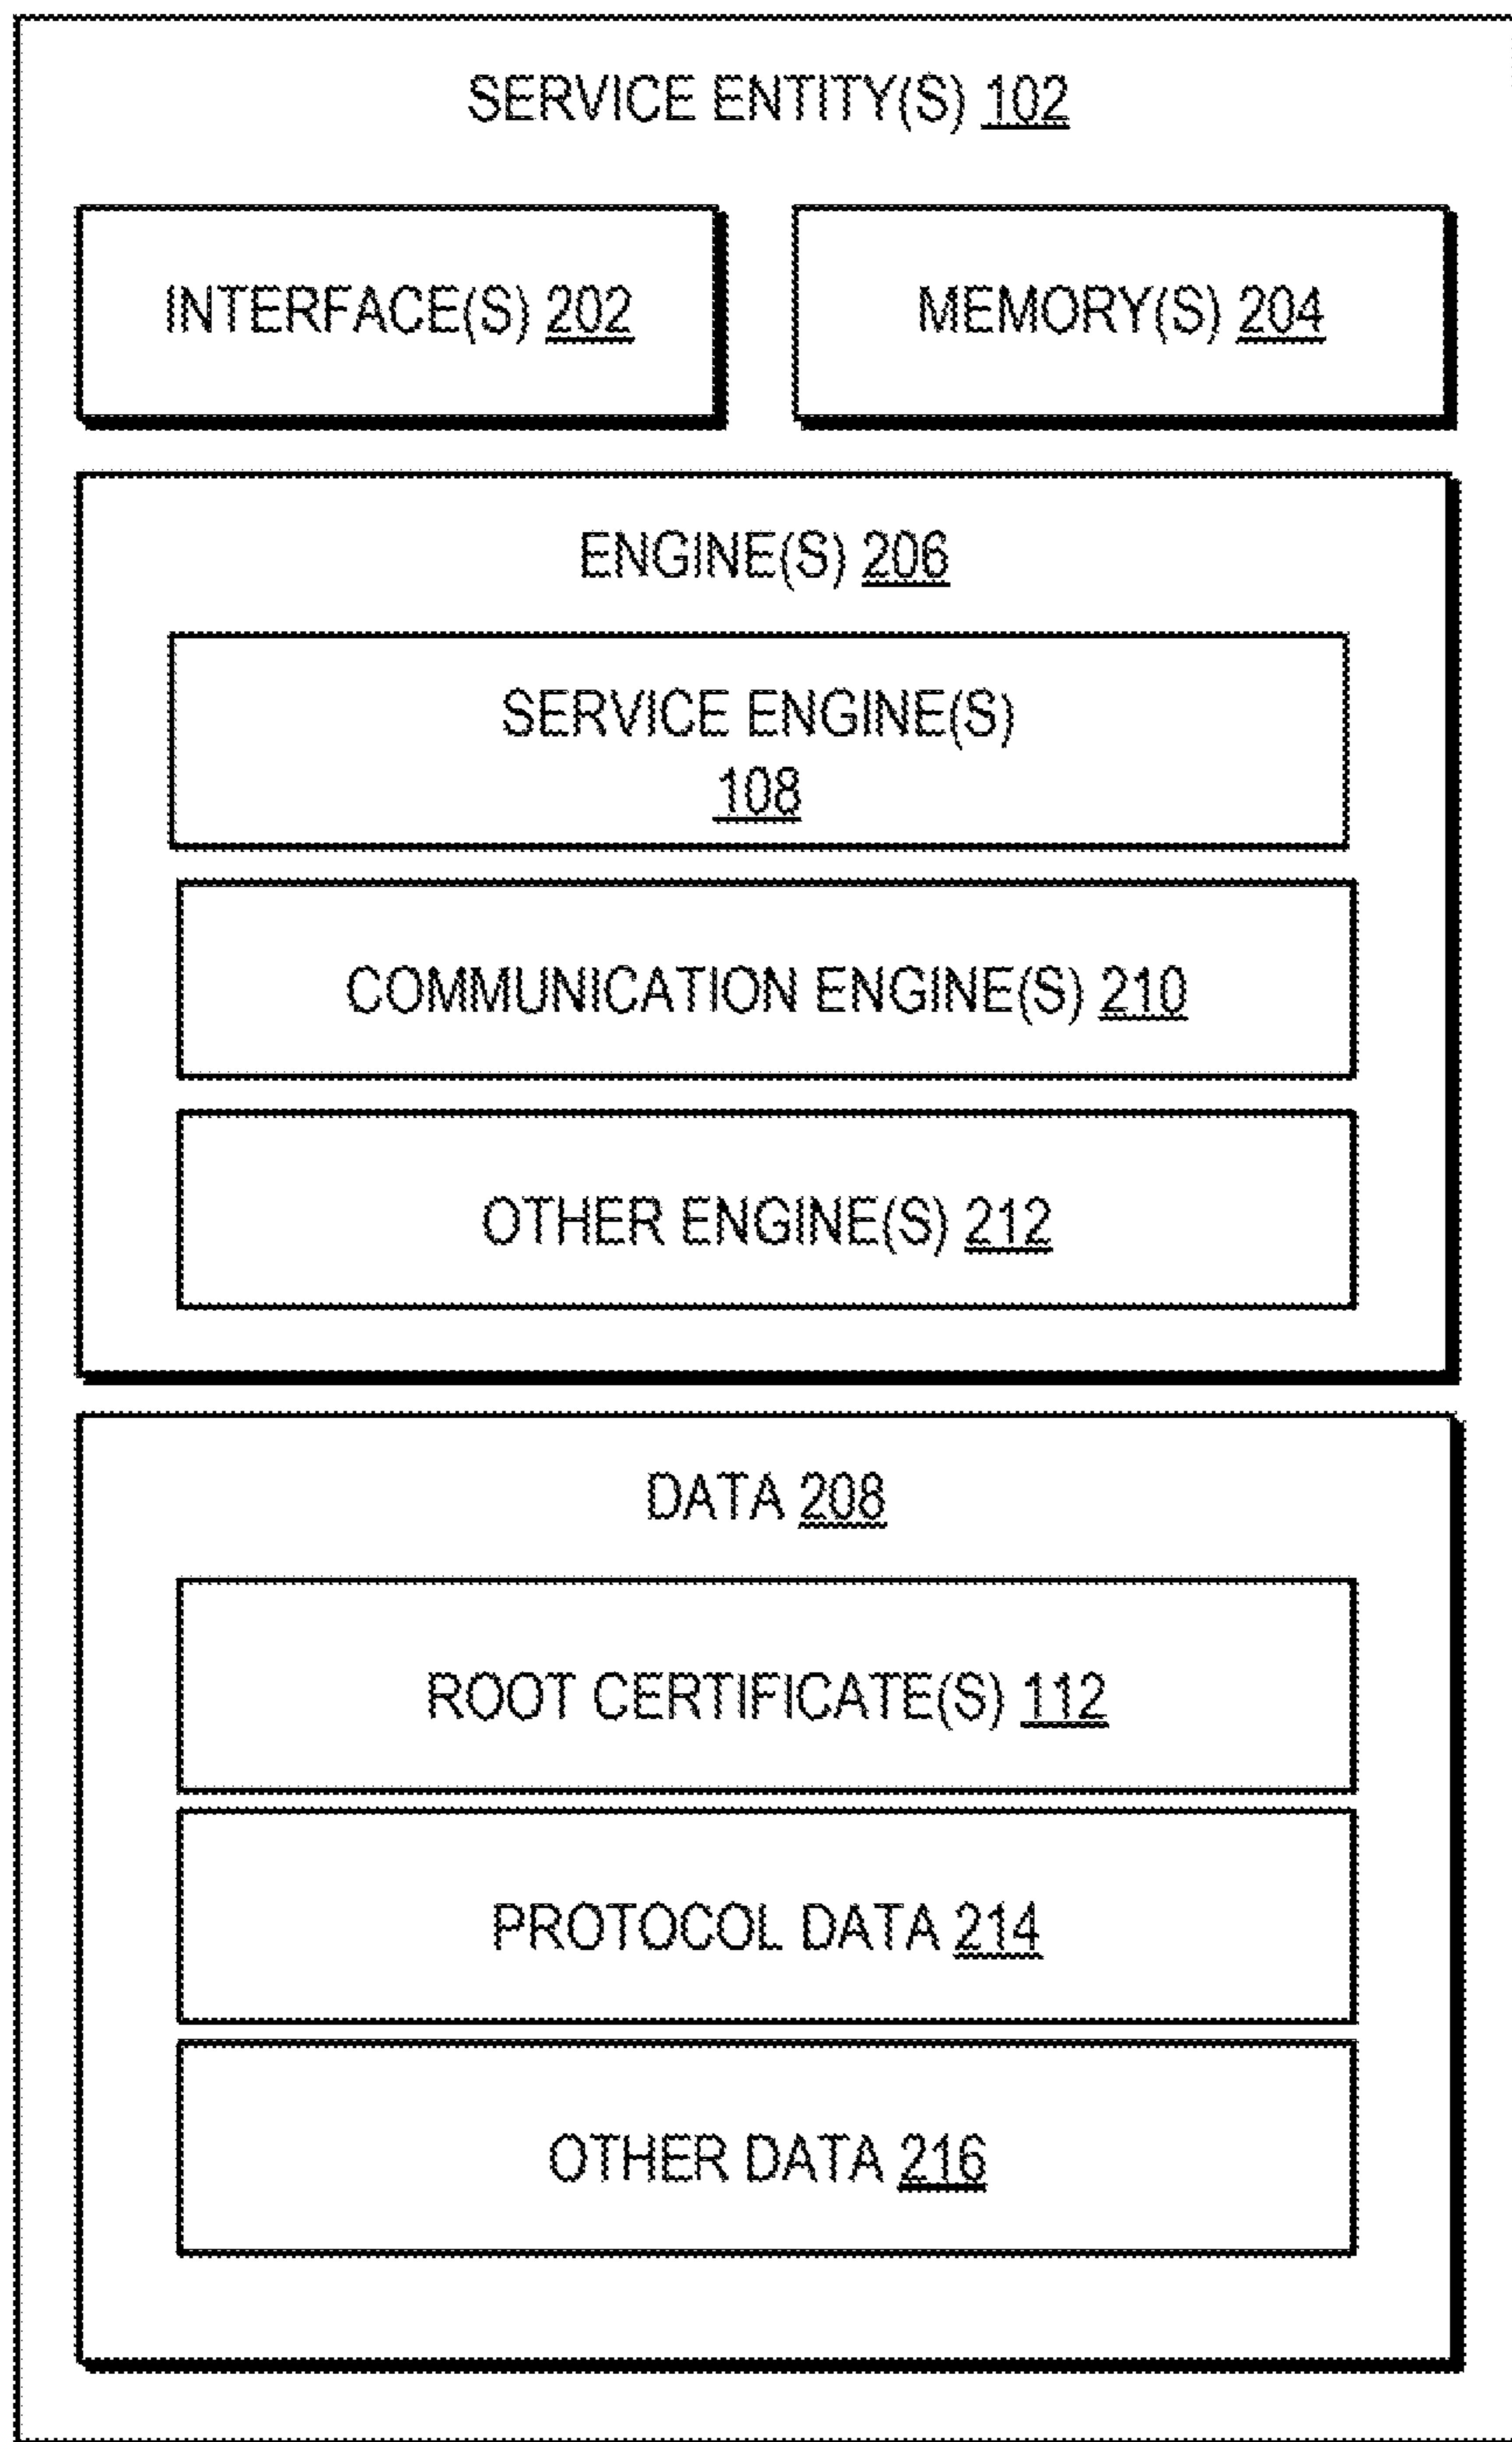 SERVICE ENTITY(S) 102
INTERFACE(S) 202
MEMORY(S) 204
ENGINE(S) 206
SERVICE ENGINE(S)
108
COMMUNICATION ENGINE(S) 210
OTHER ENGINE(S) 212
DATA 208
ROOT CERTIFICATE(S) 112
PROTOCOL DATA 214
OTHER DATA 216